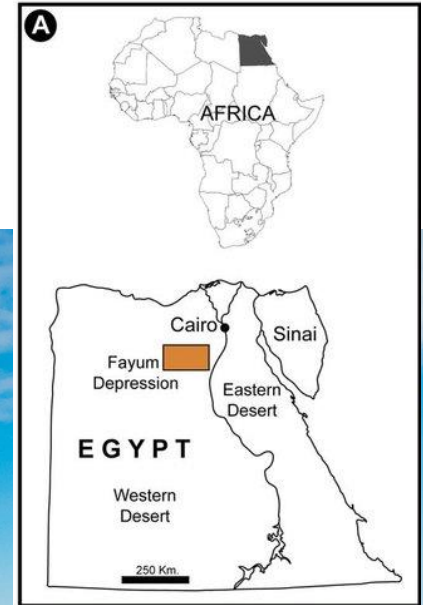 A
AFRICA
Cairo
Sinai
Fayum
Depression
Eastern
Desert
EGYPT
Western
Desert
250 Km.